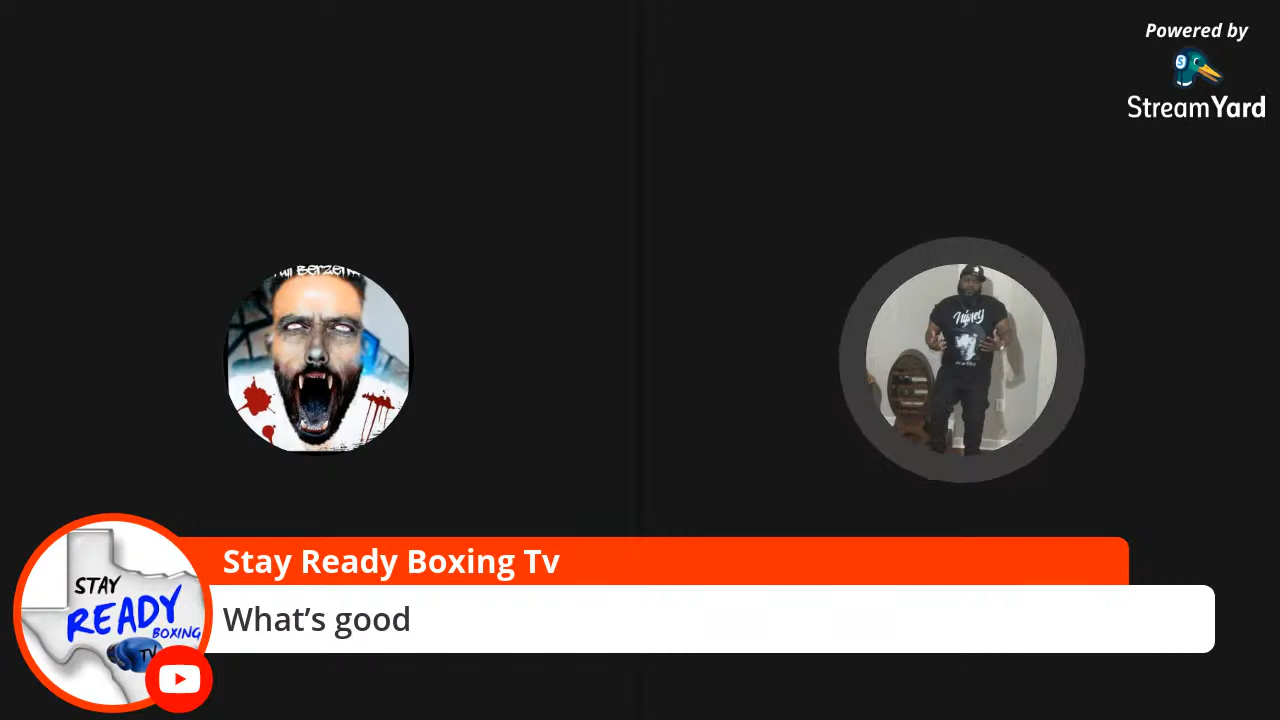 Powered by
StreamYard
Stay Ready Boxing Tv
What's good
STAY
READY
BOXING
TV